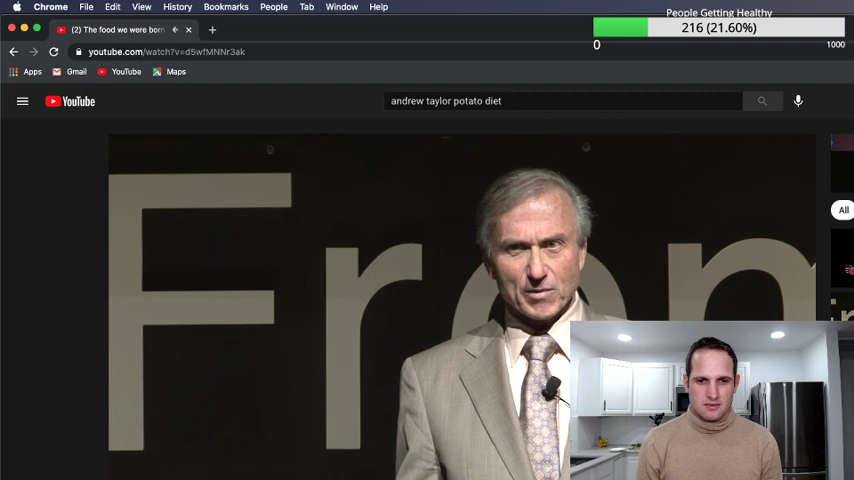 Chrome File Edit View History Bookmarks People Tab Window Help
People Getting Healthy
216 (21.60%)
0 1000
(2) The food we were born
youtube.com/watch?v=d5wfMNNr3ak
Apps Gmail YouTube Maps
YouTube
andrew taylor potato diet
All
From